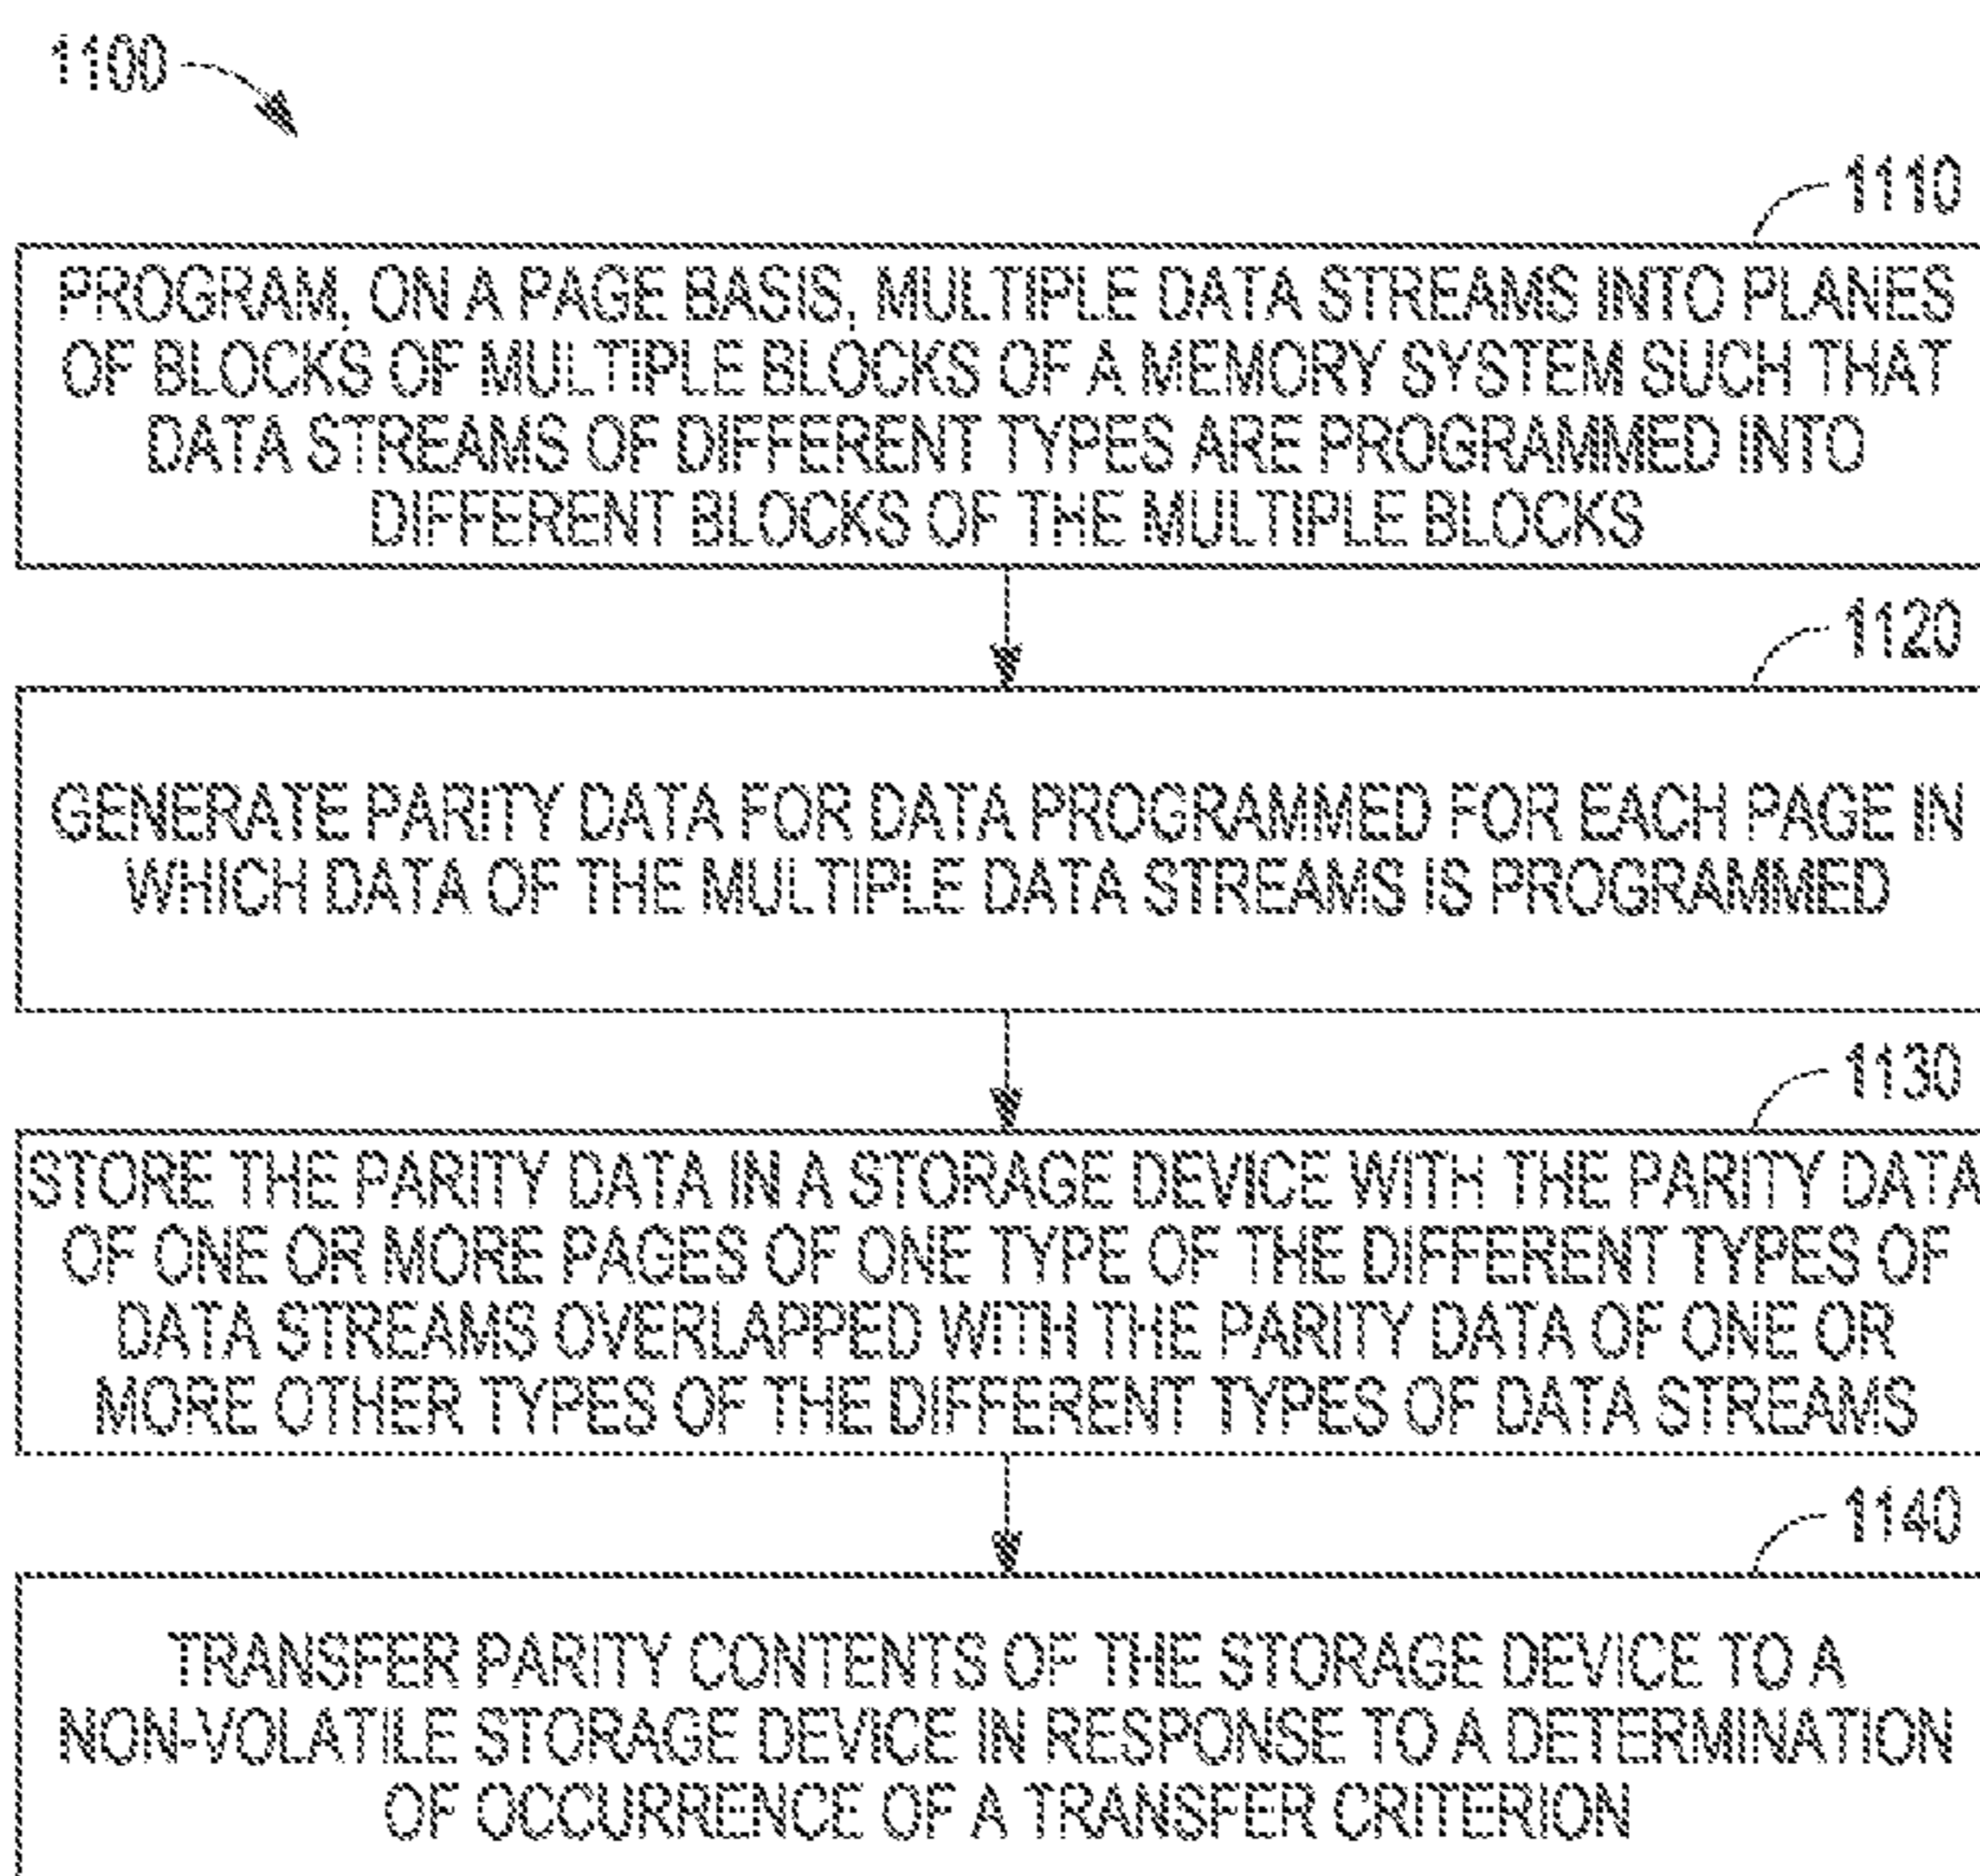 1100
1110
PROGRAM, ON A PAGE BASIS, MULTIPLE DATA STREAMS INTO PLANES
OF BLOCKS OF MULTIPLE BLOCKS OF A MEMORY SYSTEM SUCH THAT
DATA STREAMS OF DIFFERENT TYPES ARE PROGRAMMED INTO
DIFFERENT BLOCKS OF THE MULTIPLE BLOCKS
1120
GENERATE PARITY DATA FOR DATA PROGRAMMED FOR EACH PAGE IN
WHICH DATA OF THE MULTIPLE DATA STREAMS IS PROGRAMMED
1130
STORE THE PARITY DATA IN A STORAGE DEVICE WITH THE PARITY DATA
OF ONE OR MORE PAGES OF ONE TYPE OF THE DIFFERENT TYPES OF
DATA STREAMS OVERLAPPED WITH THE PARITY DATA OF ONE OR
MORE OTHER TYPES OF THE DIFFERENT TYPES OF DATA STREAMS
1140
TRANSFER PARITY CONTENTS OF THE STORAGE DEVICE TO A
NON-VOLATILE STORAGE DEVICE IN RESPONSE TO A DETERMINATION
OF OCCURRENCE OF A TRANSFER CRITERION